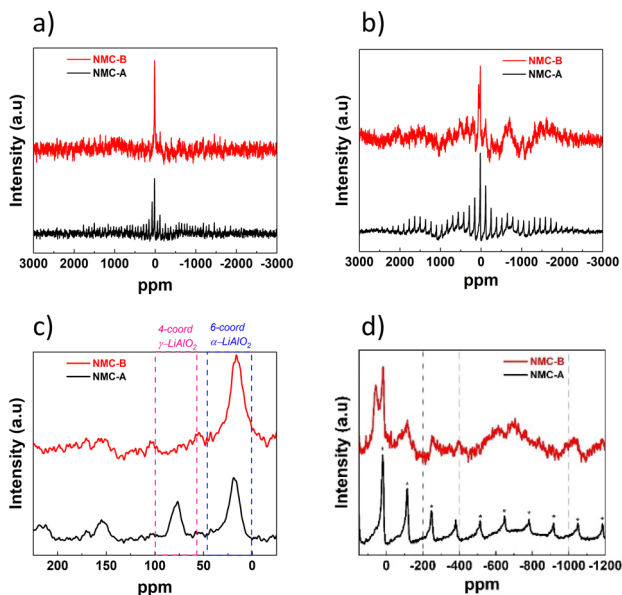 a)
NMC-B
NMC-A
Intensity (a.u)
3000 2000 1000 0 -1000 -2000 -3000
ppm
b)
NMC-B
NMC-A
Intensity (a.u)
3000 2000 1000 0 -1000 -2000 -3000
ppm
c)
4-coord
γ-LiAlO2
6-coord
α-LiAlO2
NMC-B
NMC-A
Intensity (a.u)
225 200 150 100 50 0 -25
ppm
d)
NMC-B
NMC-A
Intensity (a.u)
* * * * * * * * *
0 -200 -400 -600 -800 -1000 -1200
ppm